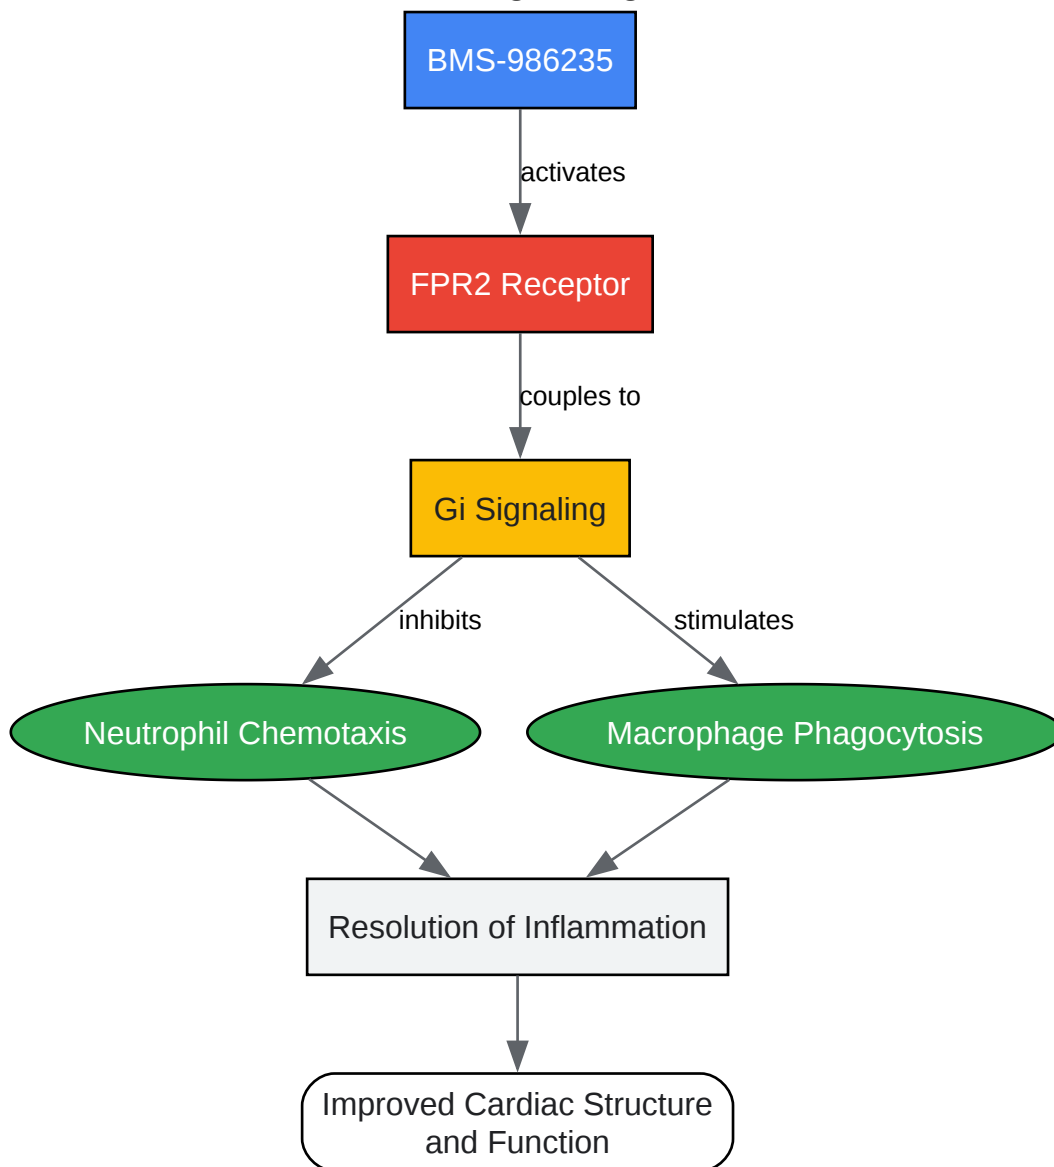 BMS-986235
activates
FPR2 Receptor
couples to
Gi Signaling
inhibits
stimulates
Neutrophil Chemotaxis
Macrophage Phagocytosis
Resolution of Inflammation
Improved Cardiac Structure
and Function